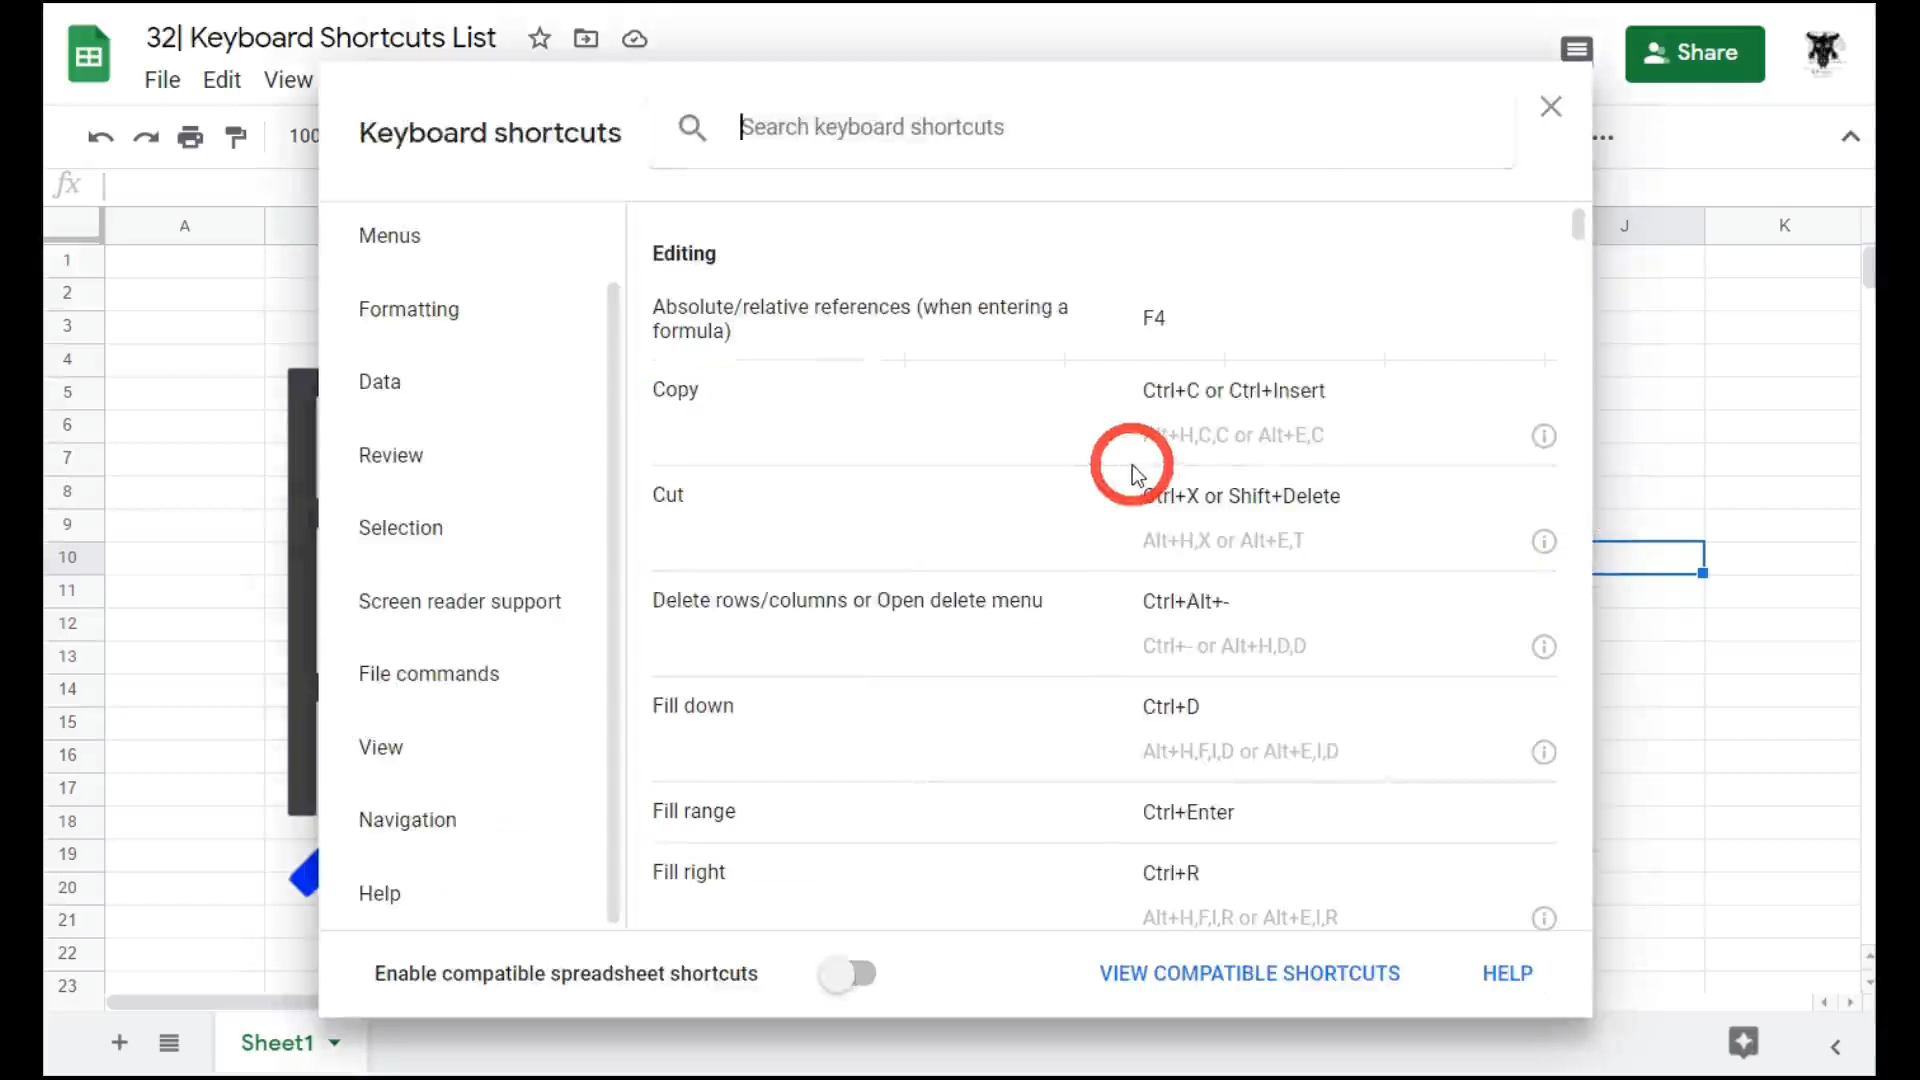 32| Keyboard Shortcuts List
File Edit View
Share
100
Keyboard shortcuts
Search keyboard shortcuts
fx
A
J
K
1
2
3
4
5
6
7
8
9
10
11
12
13
14
15
16
17
18
19
20
21
22
23
Menus
Formatting
Data
Review
Selection
Screen reader support
File commands
View
Navigation
Help
Editing
Absolute/relative references (when entering a
formula)
F4
Copy
Ctrl+C or Ctrl+Insert
Alt+H,C,C or Alt+E,C
Cut
Ctrl+X or Shift+Delete
Alt+H,X or Alt+E,T
Delete rows/columns or Open delete menu
Ctrl+Alt+-
Ctrl+- or Alt+H,D,D
Fill down
Ctrl+D
Alt+H,F,I,D or Alt+E,I,D
Fill range
Ctrl+Enter
Fill right
Ctrl+R
Alt+H,F,I,R or Alt+E,I,R
Enable compatible spreadsheet shortcuts
VIEW COMPATIBLE SHORTCUTS
HELP
Sheet1